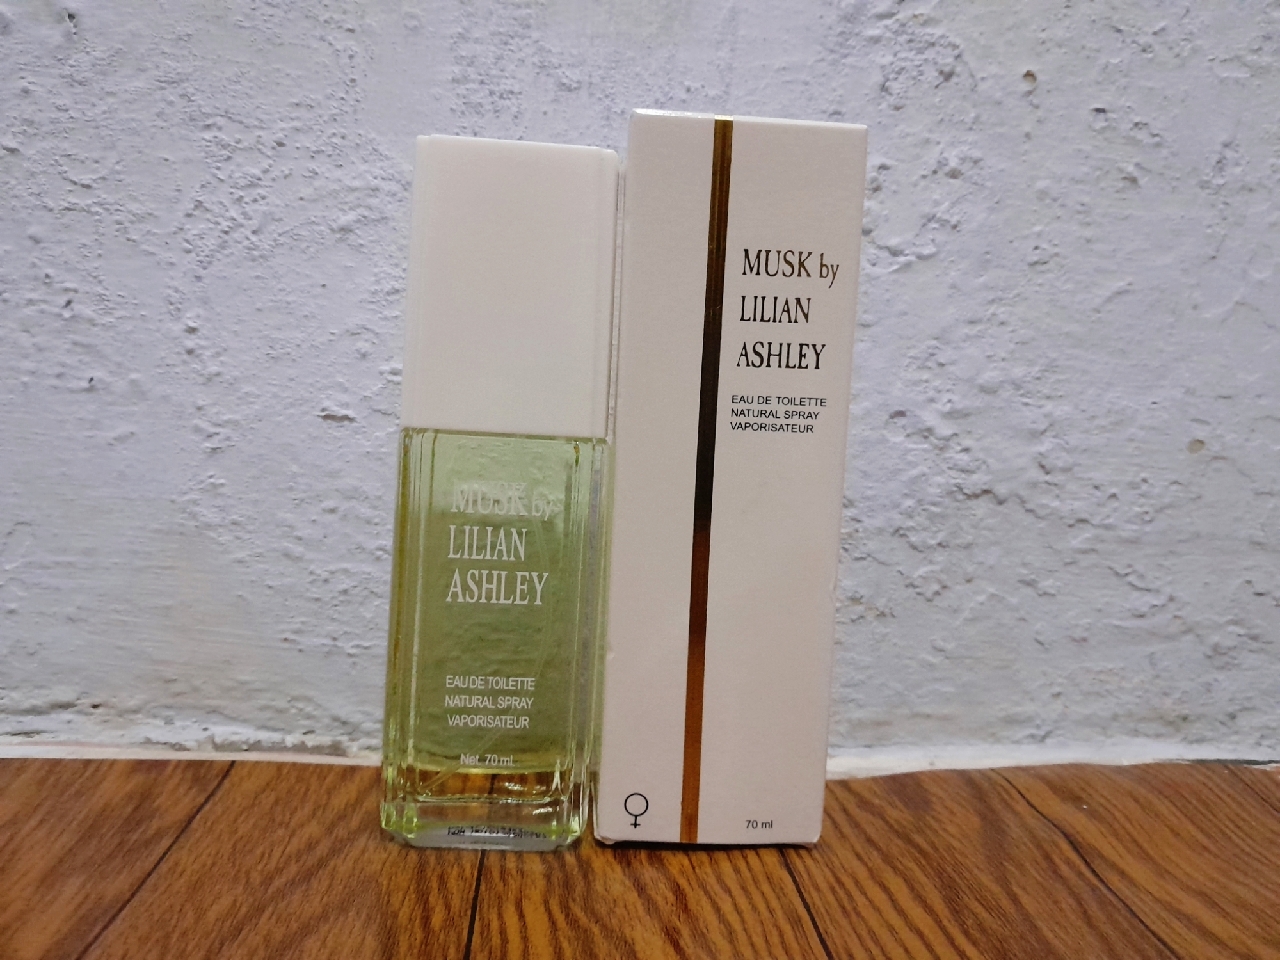 MUSK by
LILIAN
ASHLEY
EAU DE TOILETTE
NATURAL SPRAY
VAPORISATEUR
Net. 70 ml.
MUSK by
LILIAN
ASHLEY
EAU DE TOILETTE
NATURAL SPRAY
VAPORISATEUR
70 ml